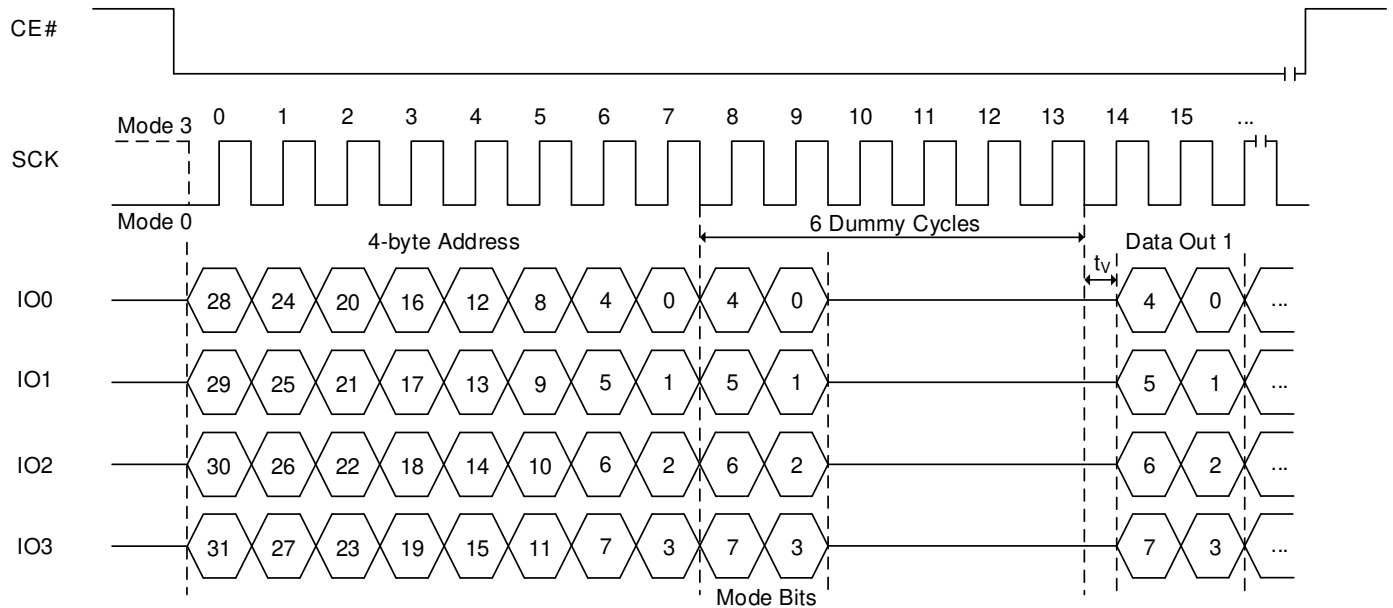 CE#
Mode 3 0 1 2 3 4 5 6 7 8 9 10 11 12 13 14 15 ...
SCK
Mode 0
4-byte Address 6 Dummy Cycles Data Out 1
tV
IO0 28 24 20 16 12 8 4 0 4 0 4 0 ...
IO1 29 25 21 17 13 9 5 1 5 1 5 1 ...
IO2 30 26 22 18 14 10 6 2 6 2 6 2 ...
IO3 31 27 23 19 15 11 7 3 7 3 7 3 ...
Mode Bits